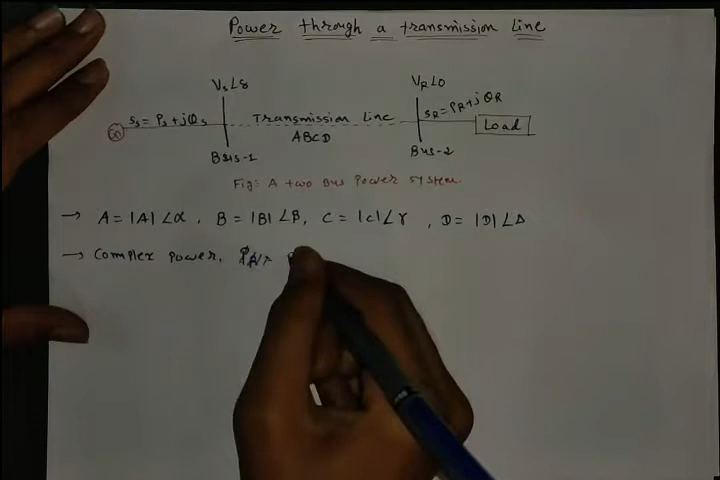 Power through a transmission Line
Vs∠δ
VR∠0
Ss = Ps + jQs
Transmission Line
SR = PR + jQR
Load
ABCD
Bus-1
Bus-2
Fig: A two Bus Power system.
→ A = |A| ∠α, B = |B| ∠β, C = |C| ∠γ, D = |D| ∠Δ
→ Complex power,